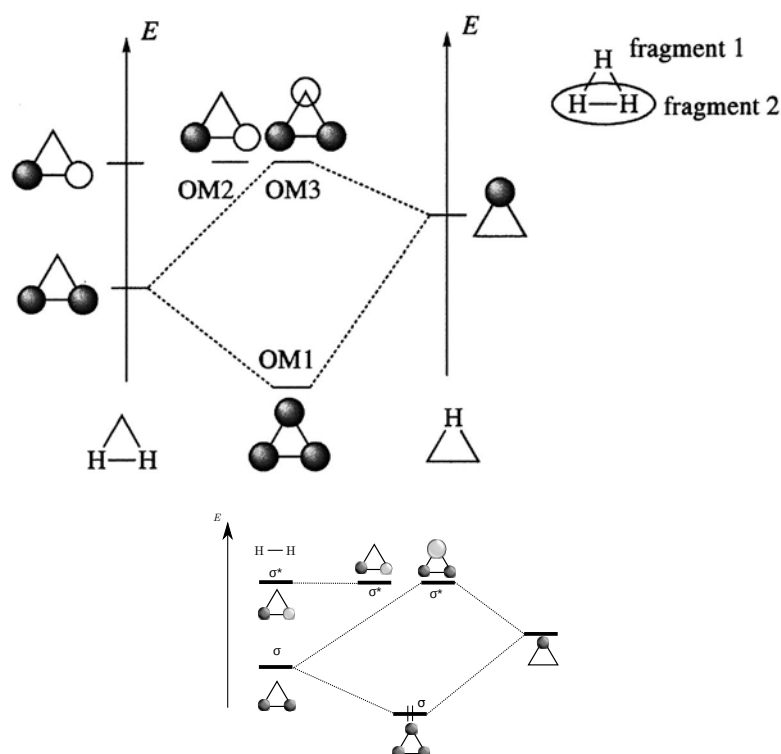 E
E
fragment 1
H
H—H
fragment 2
OM2
OM3
OM1
H—H
H
E
H—H
σ*
σ*
σ*
σ
σ